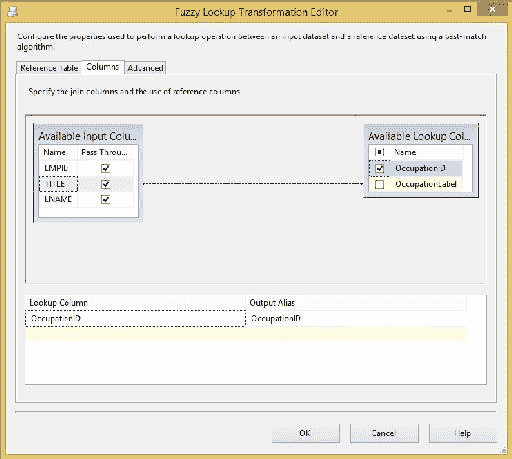 Fuzzy Lookup Transformation Editor
Configure the properties used to perform a lookup operation between an input dataset and a reference dataset using a best-match
algorithm.
Reference Table Columns Advanced
Specify the join columns and the use of reference columns.
Available Input Colu... Available Lookup Col...
Name Pass Throu... Name
EMPID OccupationID
TITLE OccupationLabel
LNAME
Lookup Column Output Alias
OccupationID OccupationID
OK Cancel Help